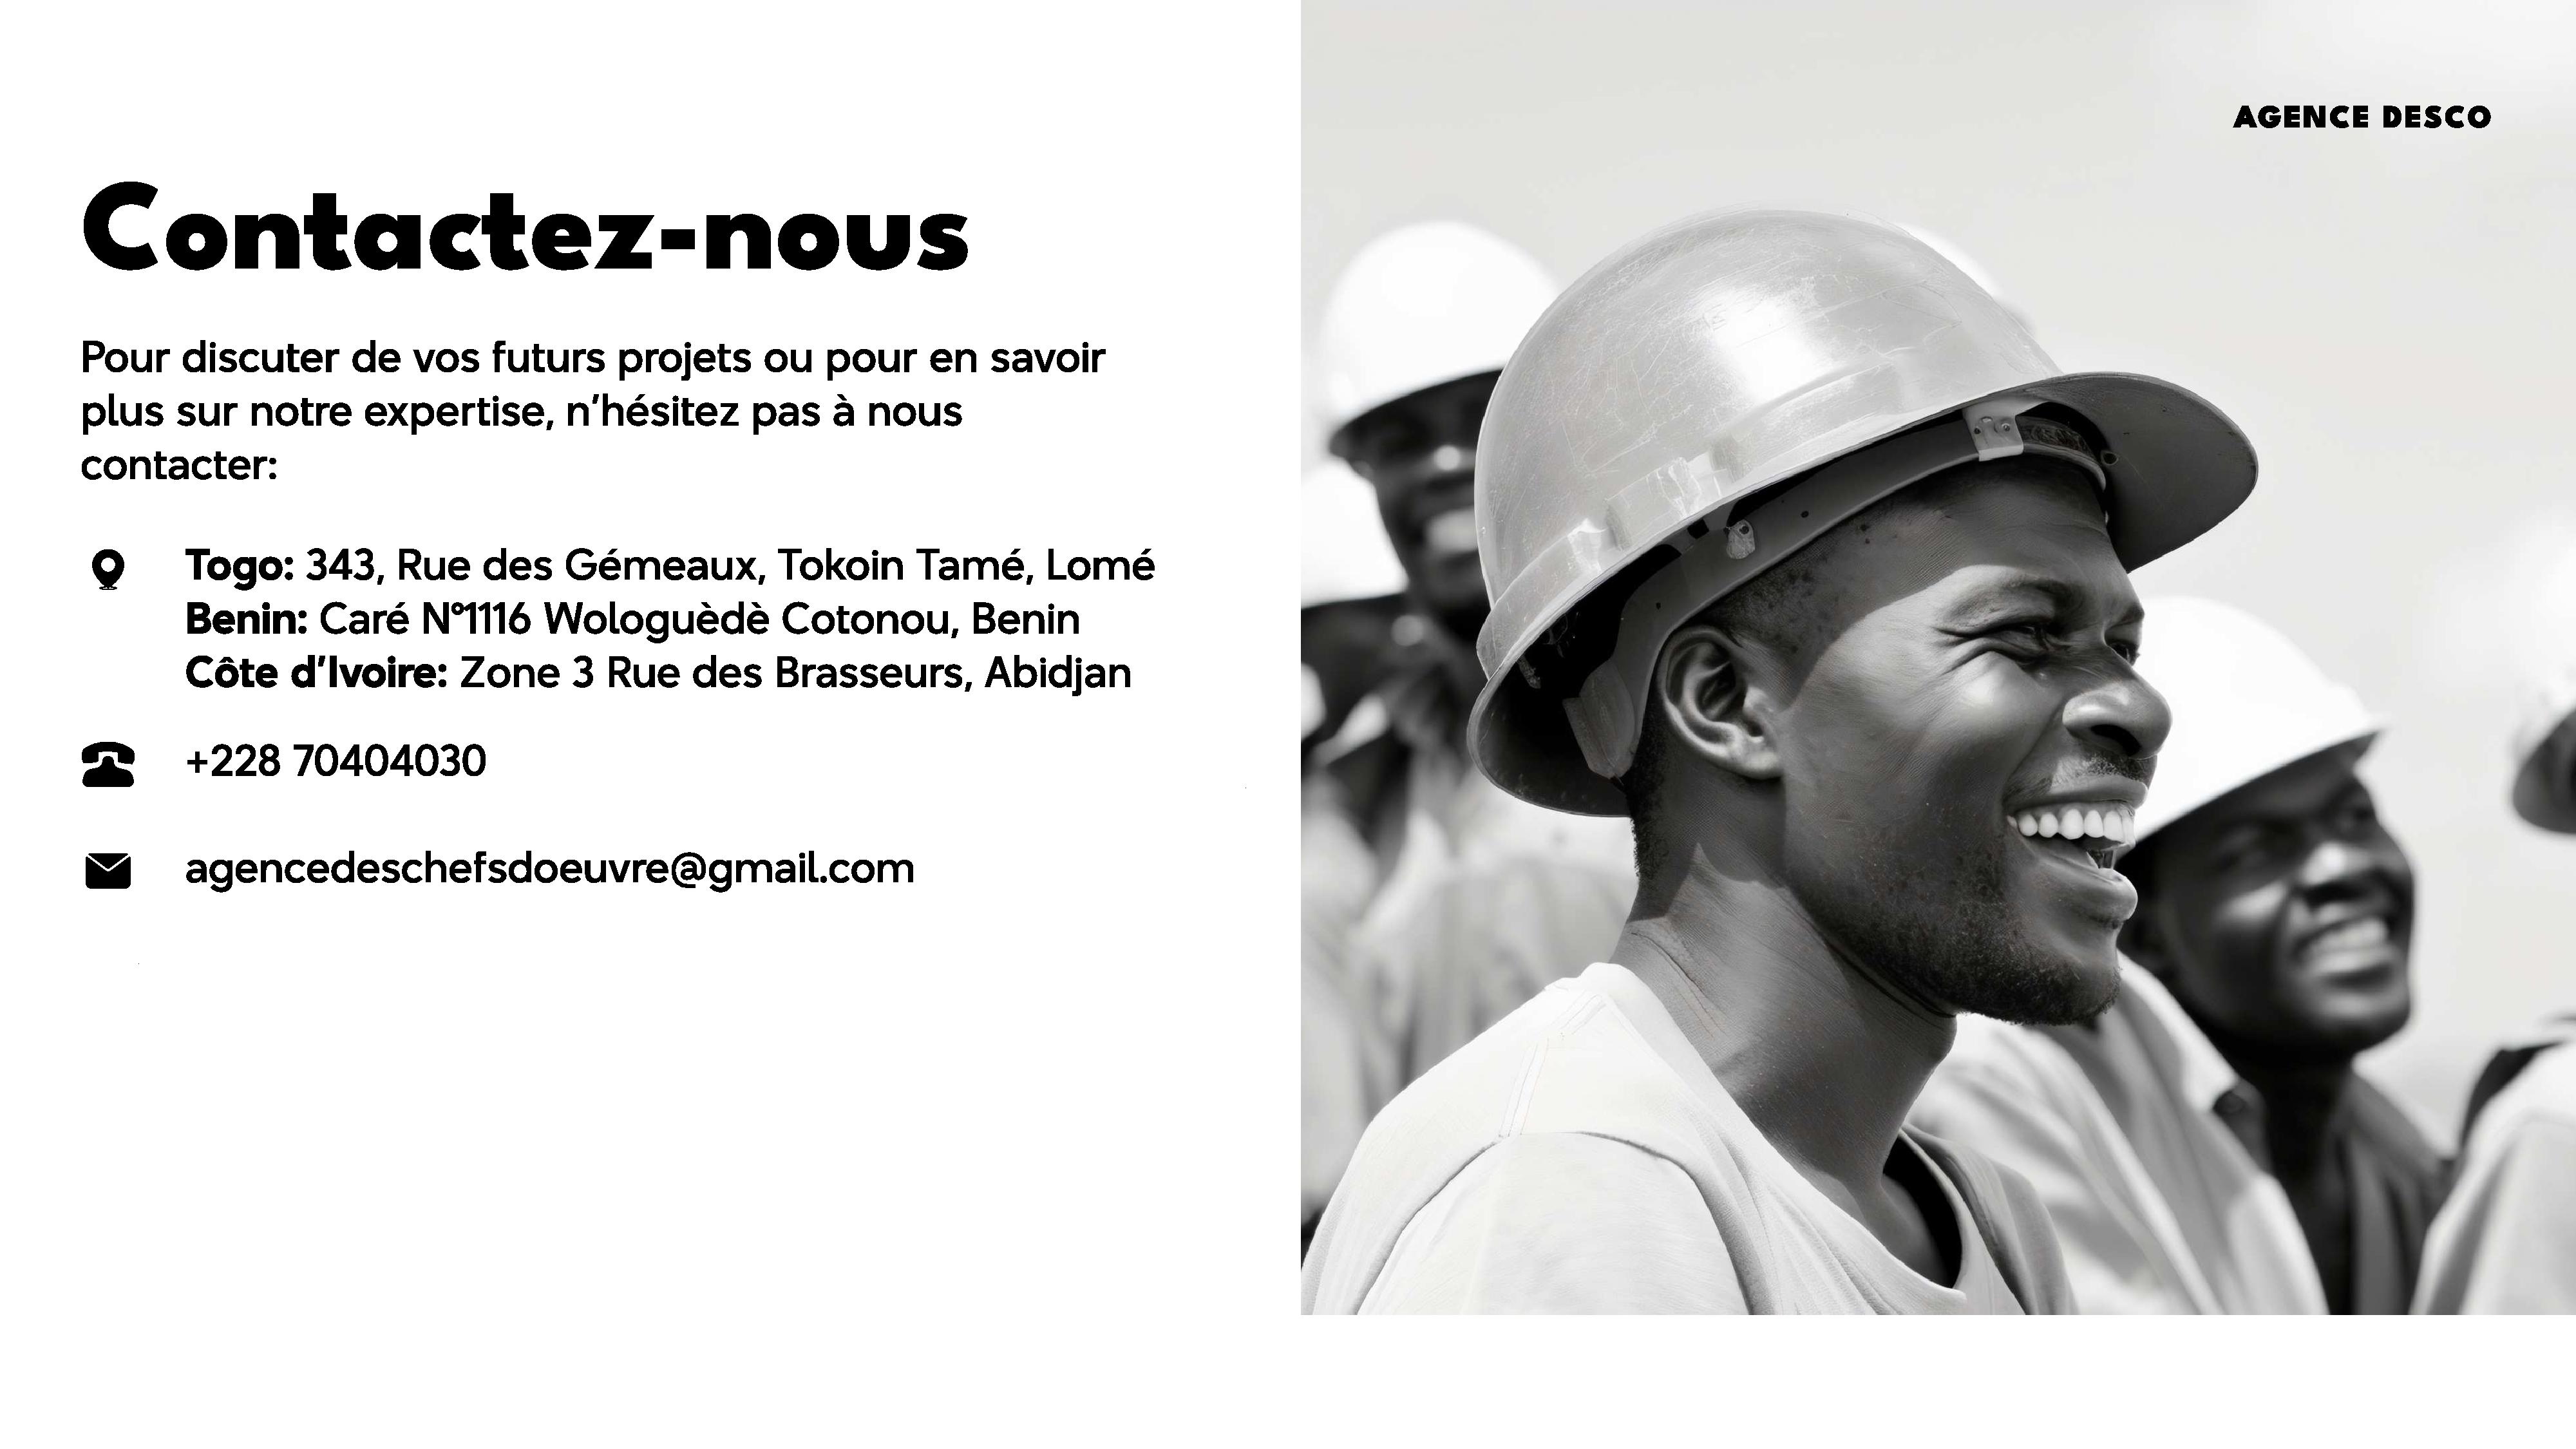 AGENCE DESCO
Contactez-nous
Pour discuter de vos futurs projets ou pour en savoir
plus sur notre expertise, n’hésitez pas à nous
contacter:
Togo: 343, Rue des Gémeaux, Tokoin Tamé, Lomé
Benin: Caré N°1116 Wologuèdè Cotonou, Benin
Côte d’Ivoire: Zone 3 Rue des Brasseurs, Abidjan
+228 70404030
agencedeschefsdoeuvre@gmail.com